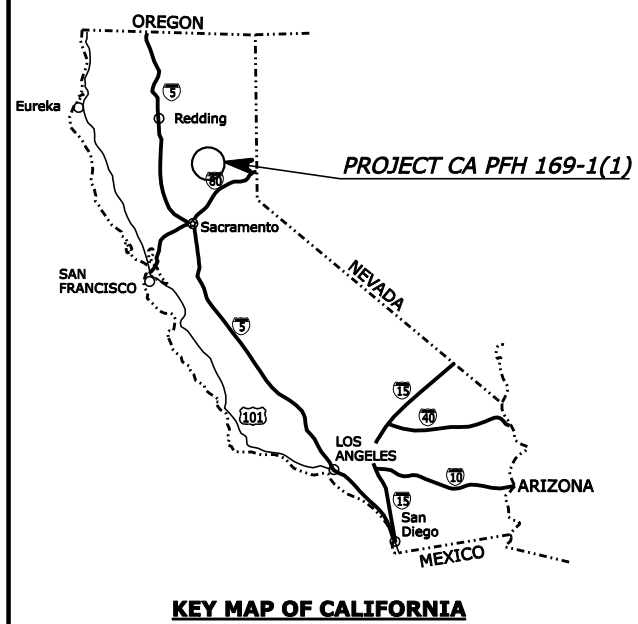 OREGON
5
Eureka
Redding
PROJECT CA PFH 169-1(1)
80
Sacramento
SAN
FRANCISCO
NEVADA
5
15
40
101
LOS
ANGELES
10
ARIZONA
15
San
Diego
MEXICO
KEY MAP OF CALIFORNIA